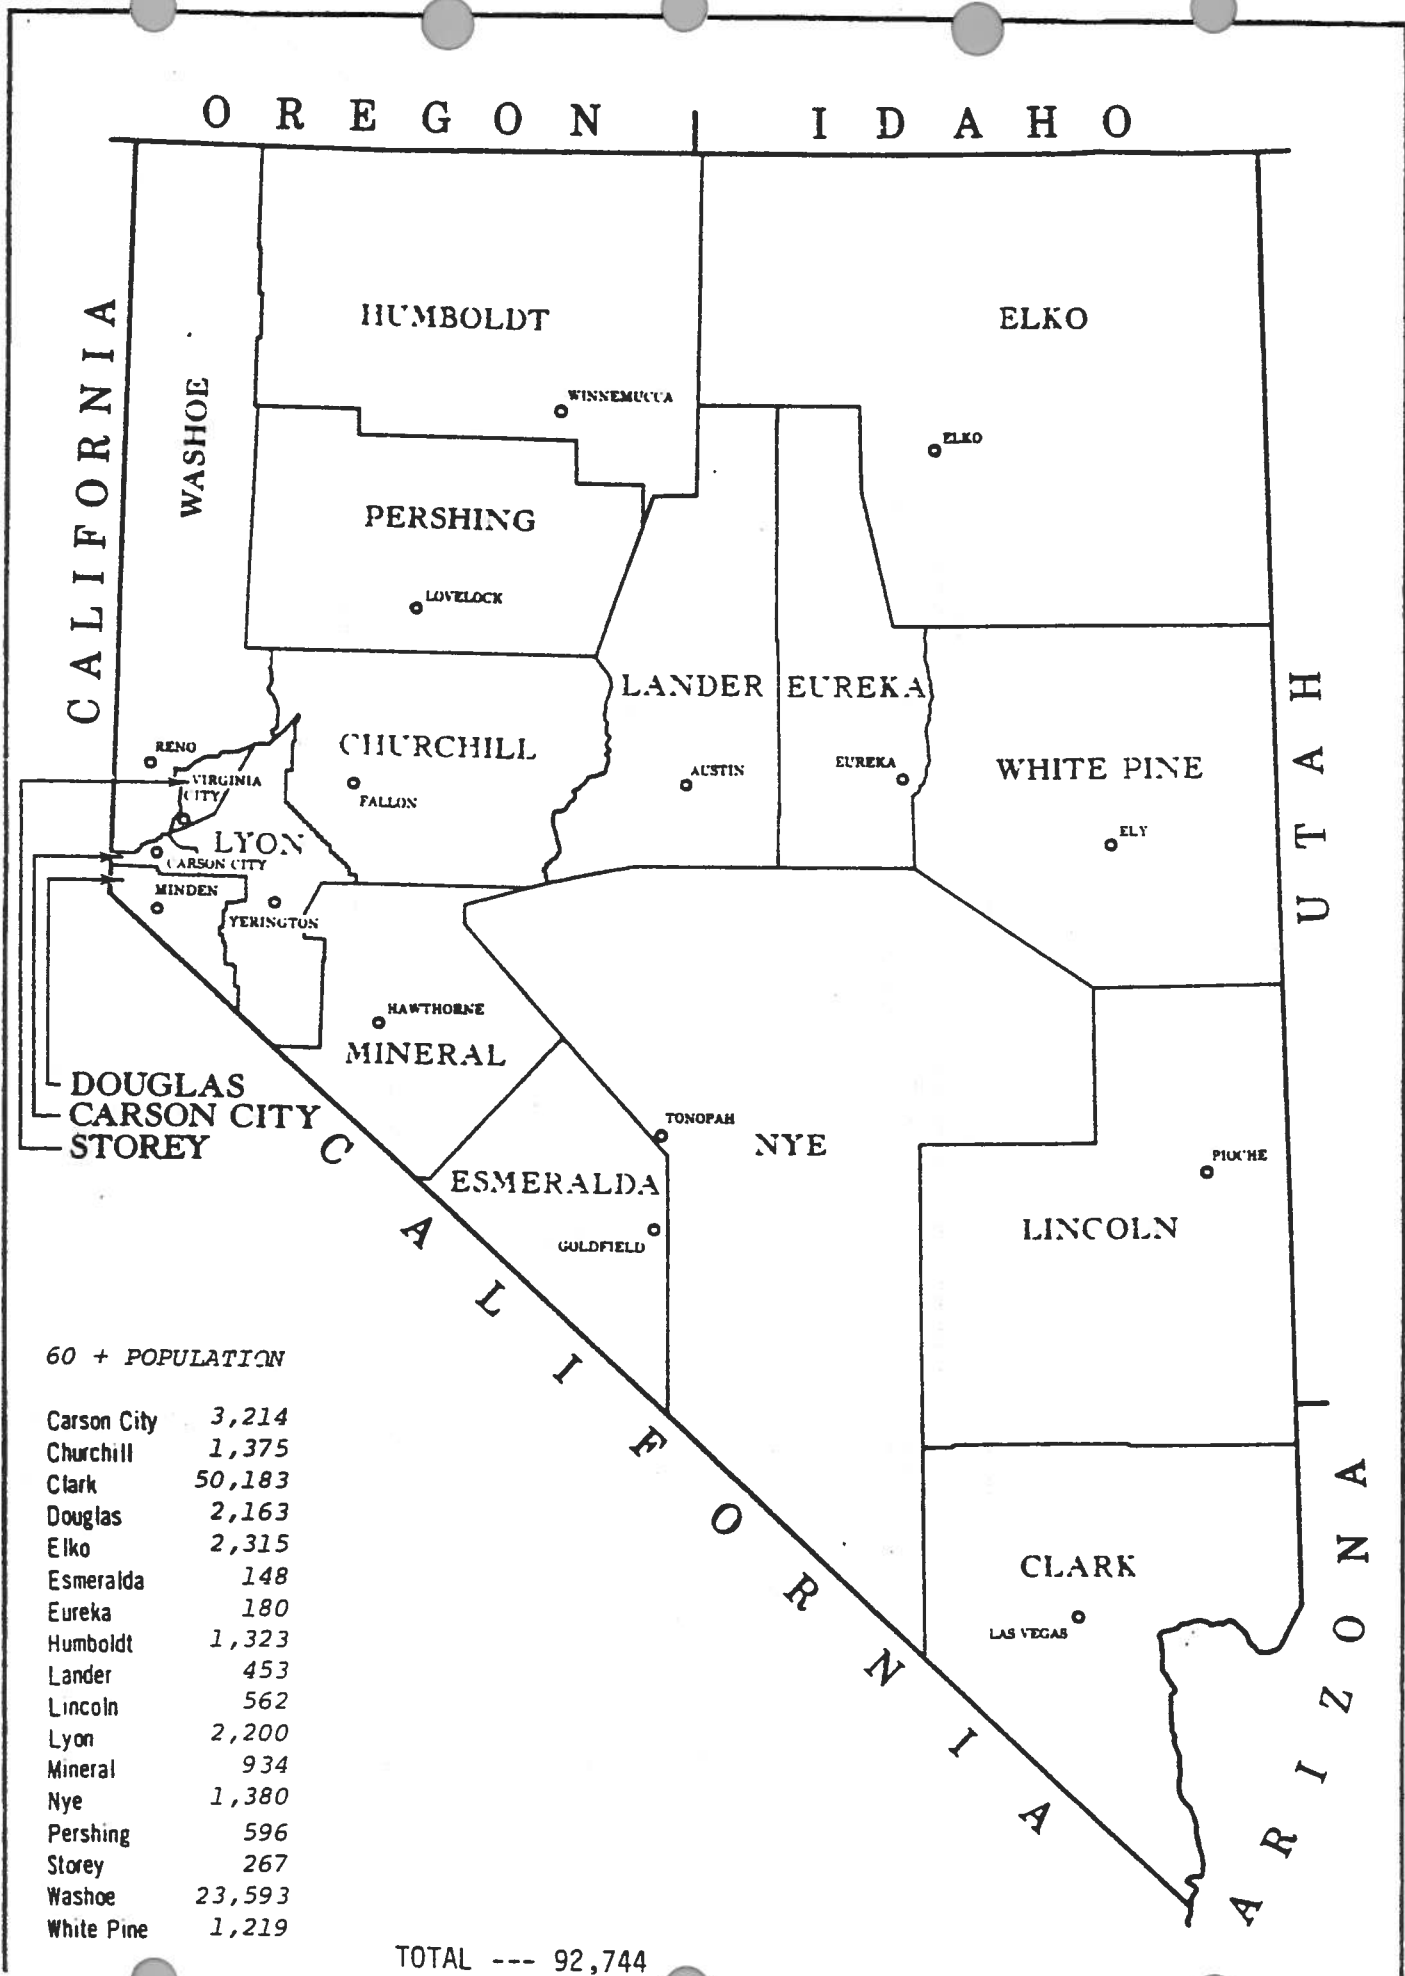 OREGON IDAHO
CALIFORNIA
HUMBOLDT
ELKO
WASHOE
WINNEMUCCA
ELKO
PERSHING
LOVELOCK
LANDER EUREKA
UTAH
RENO
CHURCHILL
VIRGINIA
CITY
AUSTIN
EUREKA
WHITE PINE
FALLON
LYON
ELY
CARSON CITY
MINDEN
YERINGTON
HAWTHORNE
MINERAL
DOUGLAS
CARSON CITY
STOREY
TONOPAH
NYE
PIOCHE
ESMERALDA
LINCOLN
GOLDFIELD
CALIFORNIA
CLARK
LAS VEGAS
ARIZONA
60 + POPULATION
Carson City 3,214
Churchill 1,375
Clark 50,183
Douglas 2,163
Elko 2,315
Esmeralda 148
Eureka 180
Humboldt 1,323
Lander 453
Lincoln 562
Lyon 2,200
Mineral 934
Nye 1,380
Pershing 596
Storey 267
Washoe 23,593
White Pine 1,219
TOTAL --- 92,744